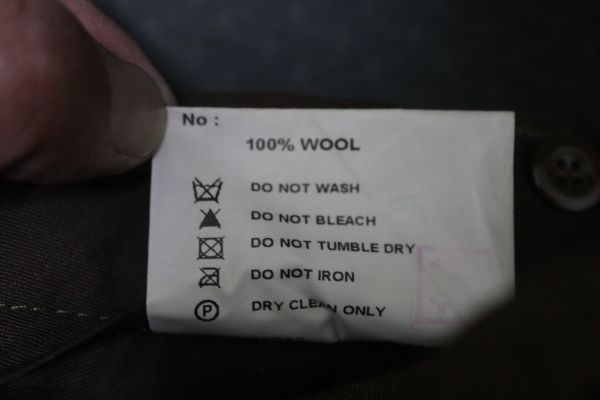 No :
100% WOOL
DO NOT WASH
DO NOT BLEACH
DO NOT TUMBLE DRY
DO NOT IRON
P DRY CLEAN ONLY